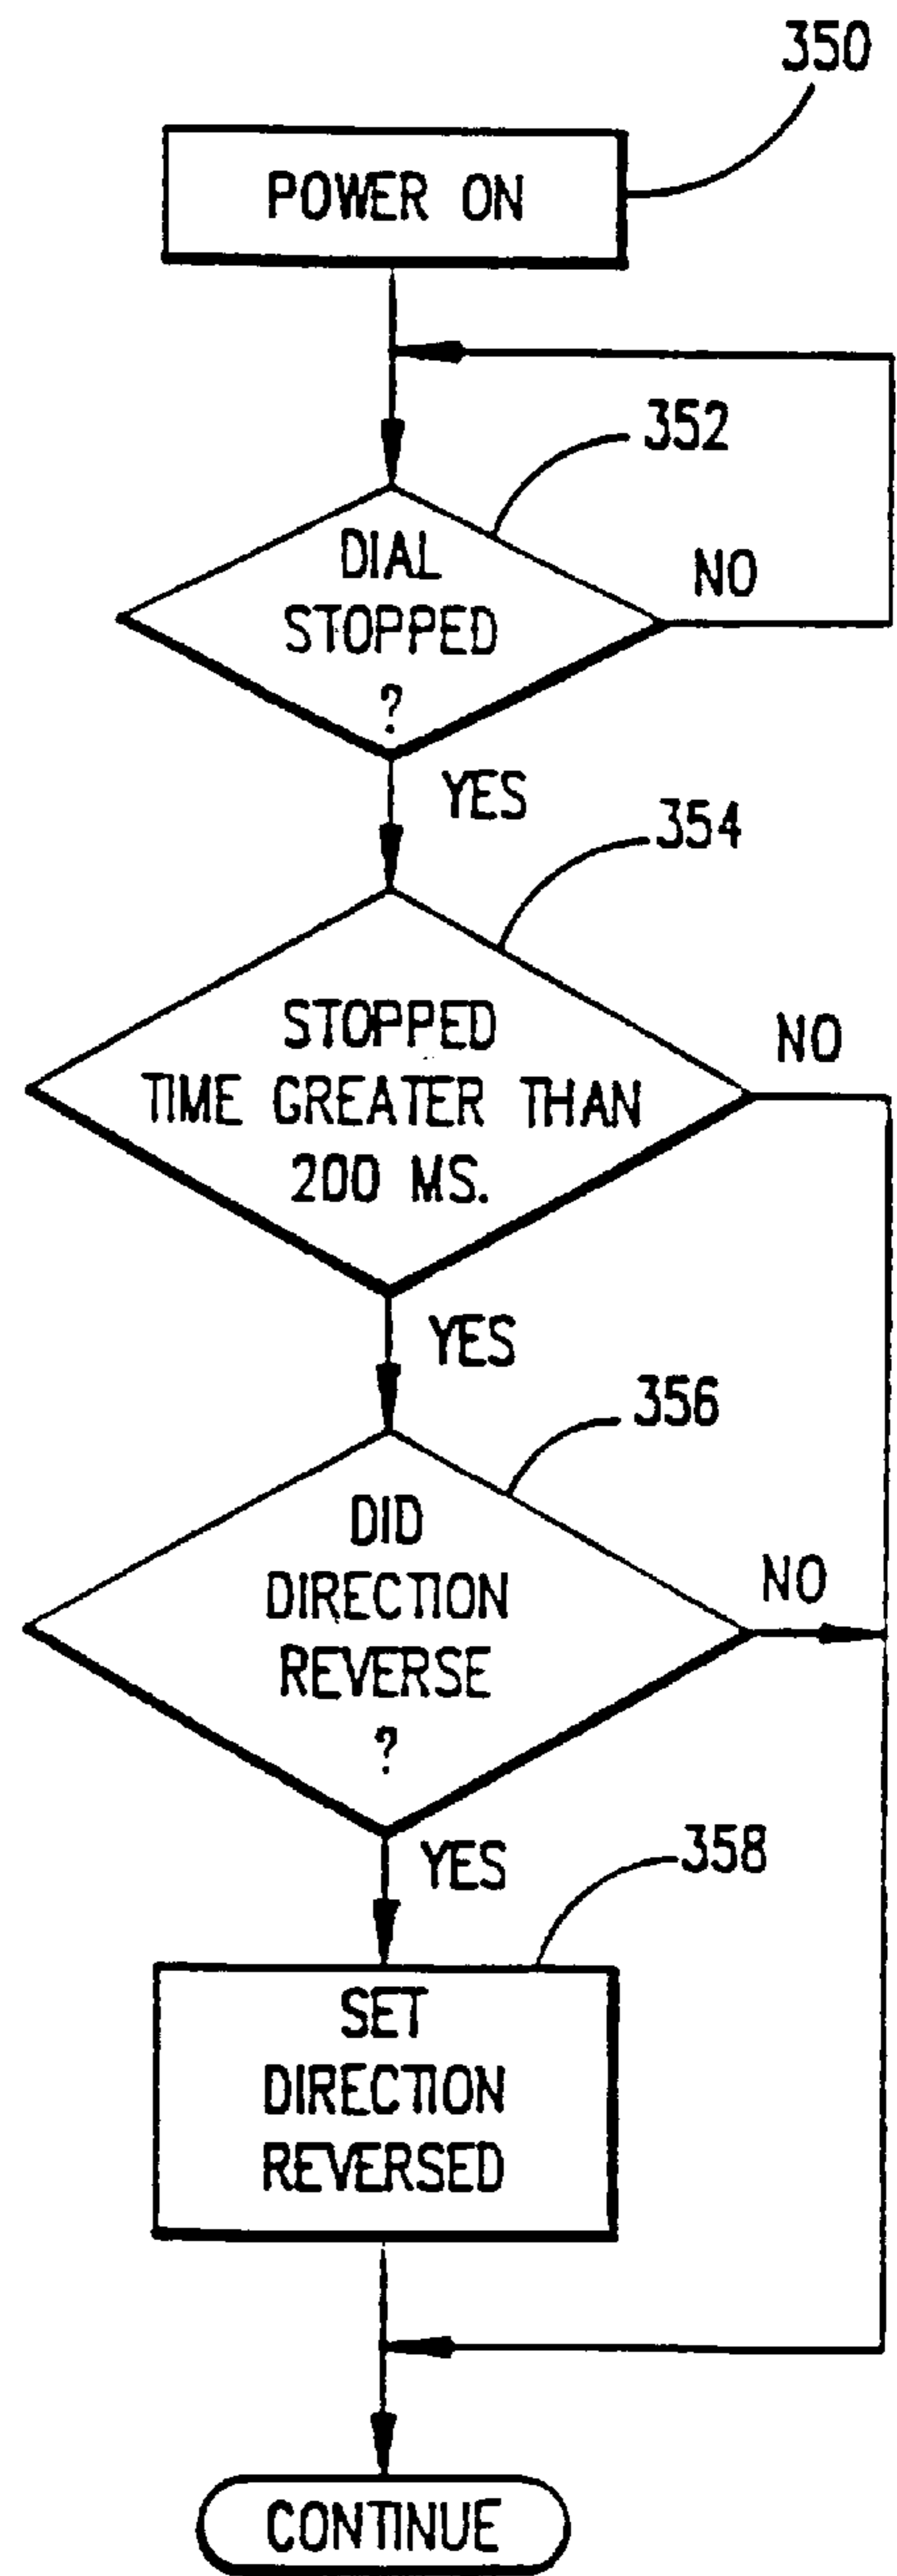 350
POWER ON
352
DIAL
STOPPED
?
NO
YES
354
STOPPED
TIME GREATER THAN
200 MS.
NO
YES
356
DID
DIRECTION
REVERSE
?
NO
YES
358
SET
DIRECTION
REVERSED
CONTINUE